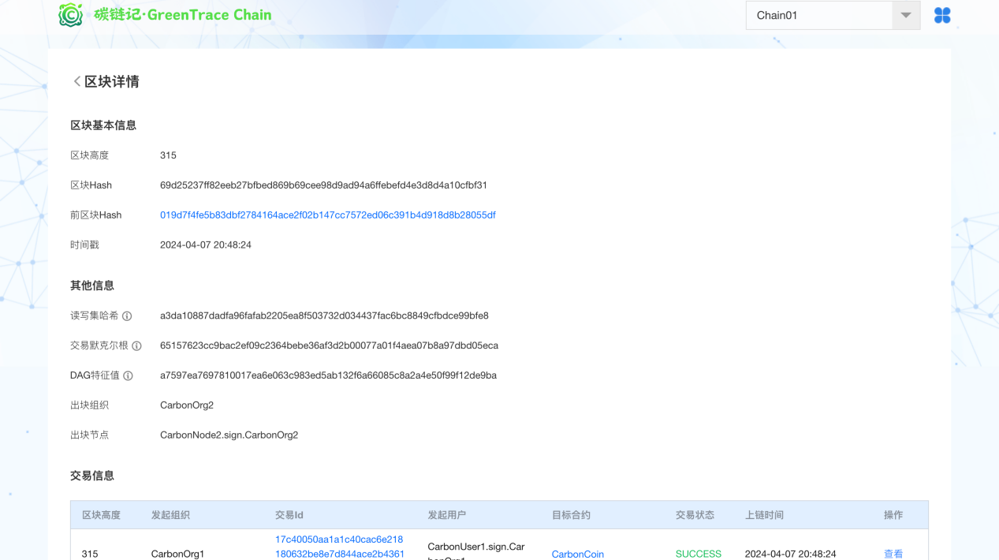 碳链记·GreenTrace Chain
Chain01
区块详情
区块基本信息
区块高度 315
区块Hash 69d25237ff82eeb27bfbed869b69cee98d9ad94a6ffebefd4e3d8d4a10cfbf31
前区块Hash 019d7f4fe5b83dbf2784164ace2f02b147cc7572ed06c391b4d918d8b28055df
时间戳 2024-04-07 20:48:24
其他信息
读写集哈希 a3da10887dadfa96fafab2205ea8f503732d034437fac6bc8849cfbdce99bfe8
交易默克尔根 65157623cc9bac2ef09c2364bebe36af3d2b00077a01f4aea07b8a97dbd05eca
DAG特征值 a7597ea7697810017ea6e063c983ed5ab132f6a66085c8a2a4e50f99f12de9ba
出块组织 CarbonOrg2
出块节点 CarbonNode2.sign.CarbonOrg2
交易信息
区块高度 发起组织 交易Id 发起用户 目标合约 交易状态 上链时间 操作
17c40050aa1a1c40cac6e218
315 CarbonOrg1 180632be8e7d844ace2b4361 CarbonUser1.sign.Car CarbonCoin SUCCESS 2024-04-07 20:48:24 查看